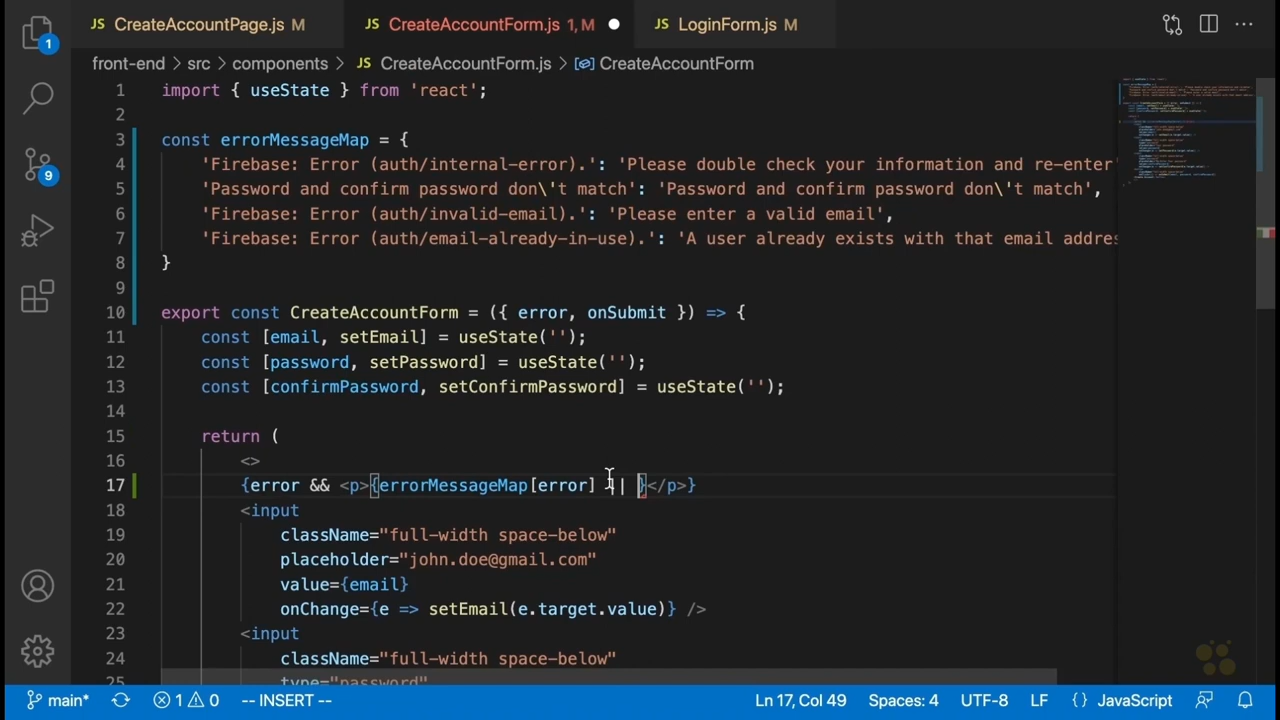 JS CreateAccountPage.js M JS CreateAccountForm.js 1, M JS LoginForm.js M
1
front-end > src > components > JS CreateAccountForm.js > CreateAccountForm
1 import { useState } from 'react';
2
3 const errorMessageMap = {
4 'Firebase: Error (auth/internal-error).': 'Please double check your information and re-enter
5 'Password and confirm password don\'t match': 'Password and confirm password don\'t match',
6 'Firebase: Error (auth/invalid-email).': 'Please enter a valid email',
7 'Firebase: Error (auth/email-already-in-use).': 'A user already exists with that email addres
8 }
9
9
10 export const CreateAccountForm = ({ error, onSubmit }) => {
11 const [email, setEmail] = useState('');
12 const [password, setPassword] = useState('');
13 const [confirmPassword, setConfirmPassword] = useState('');
14
15 return (
16 <>
17 {error && <p>{errorMessageMap[error] || }</p>}
18 <input
19 className="full-width space-below"
20 placeholder="john.doe@gmail.com"
21 value={email}
22 onChange={e => setEmail(e.target.value)} />
23 <input
24 className="full-width space-below"
25 type="password"
main* 1 0 -- INSERT -- Ln 17, Col 49 Spaces: 4 UTF-8 LF {} JavaScript